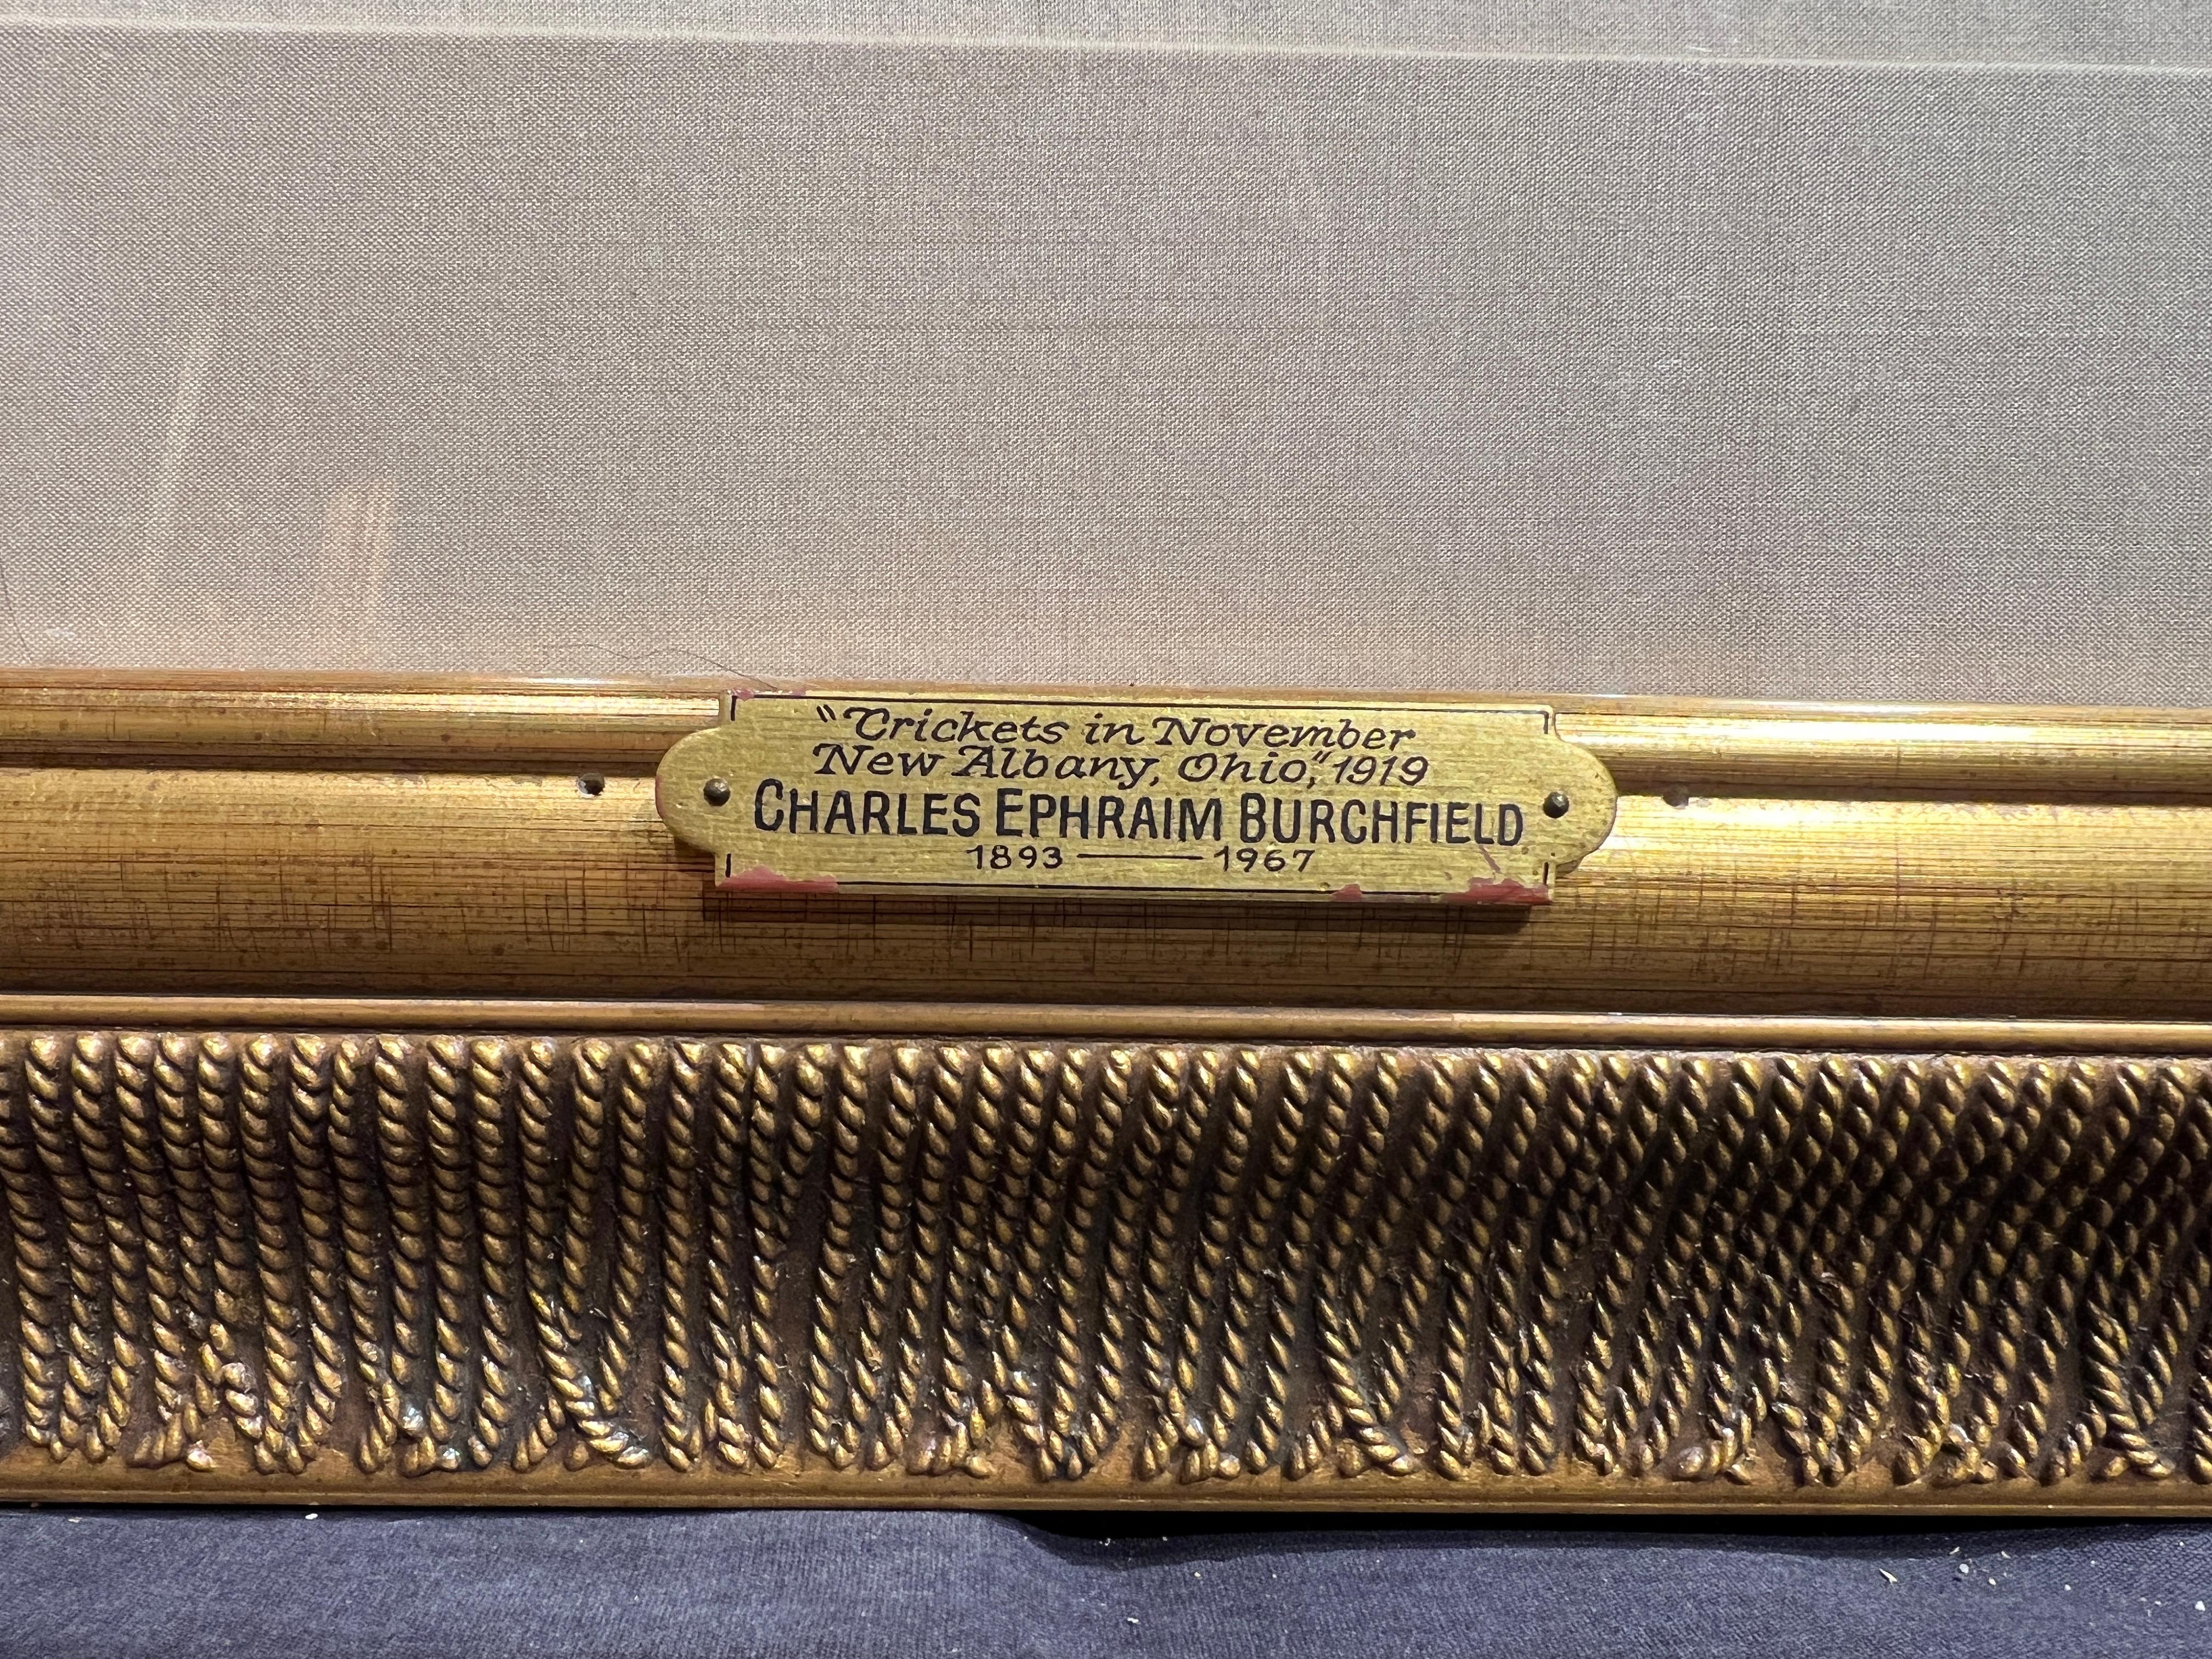 "Crickets in November
New Albany, Ohio," 1919
CHARLES EPHRAIM BURCHFIELD
1893 — 1967